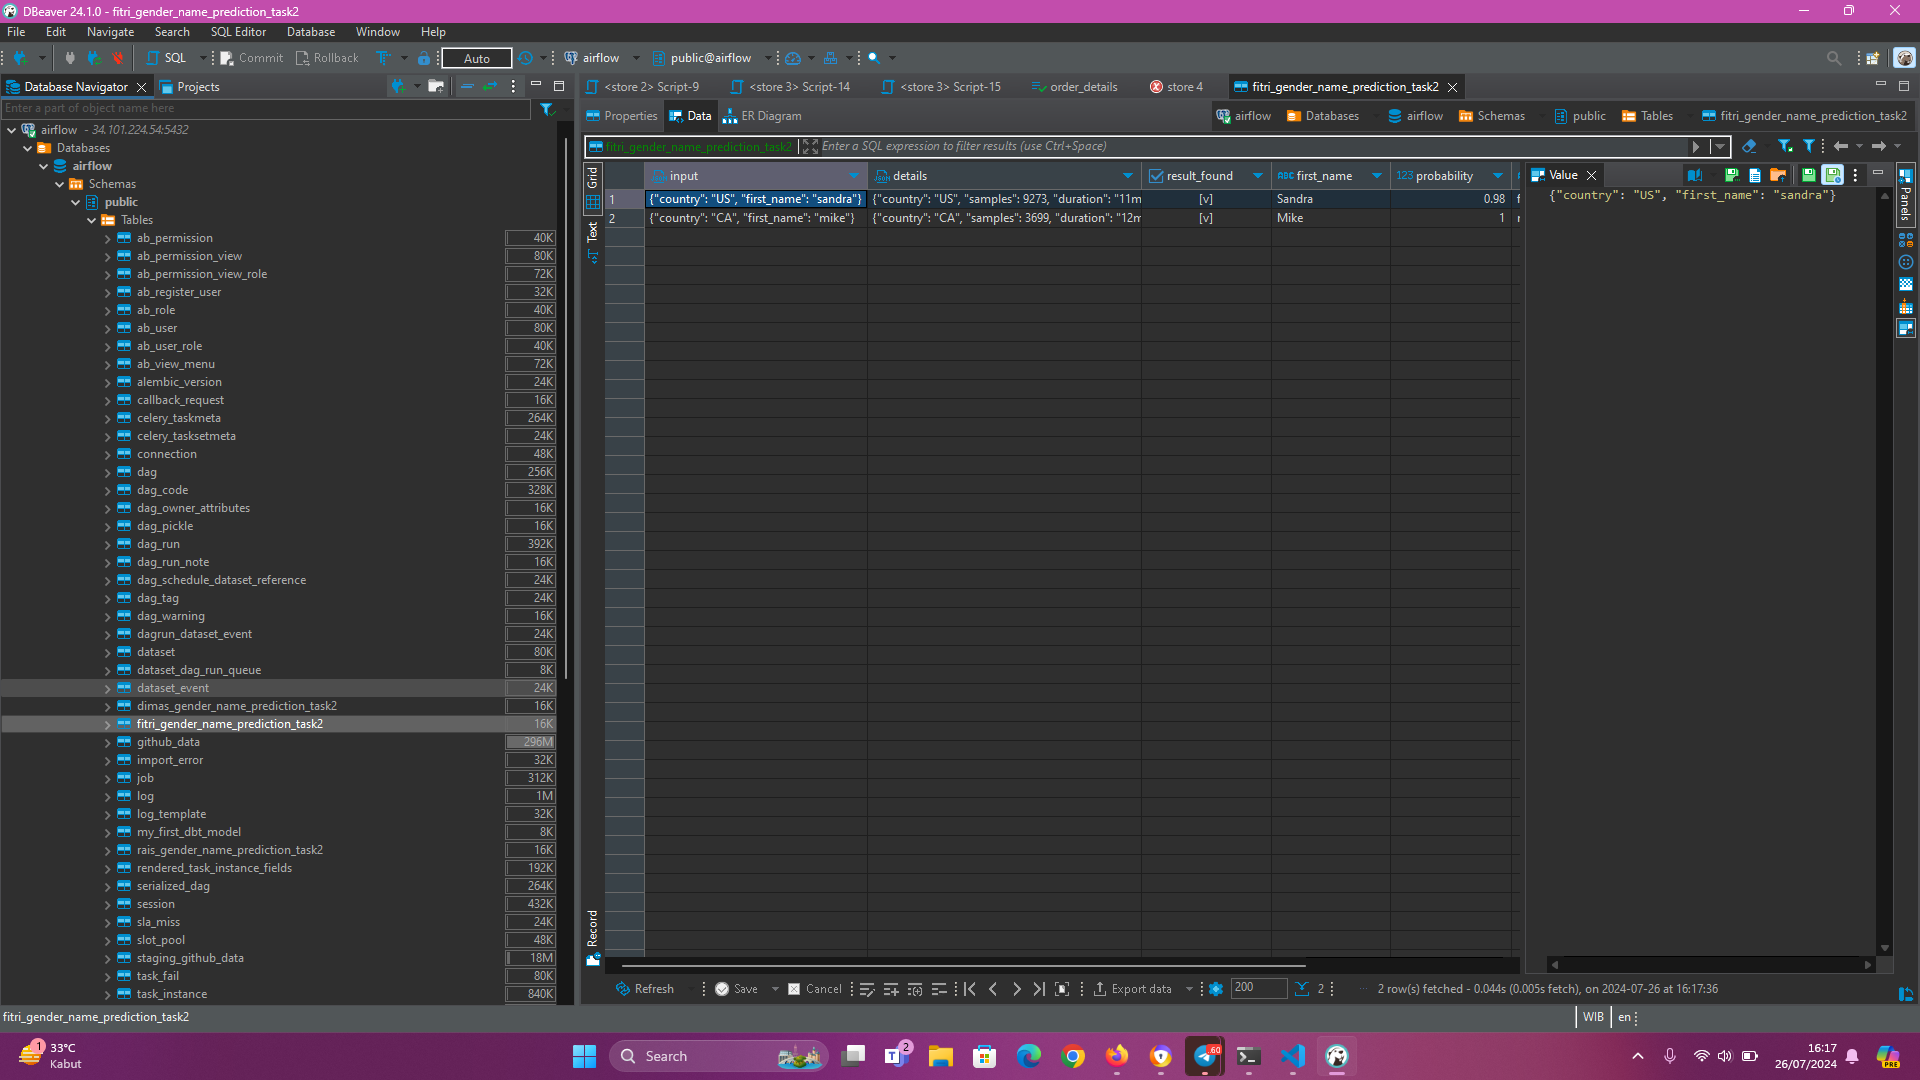 DBeaver 24.1.0 - fitri_gender_name_prediction_task2
File Edit Navigate Search SQL Editor Database Window Help
SQL Commit Rollback Auto airflow public@airflow
Database Navigator Projects
<store 2> Script-9 <store 3> Script-14 <store 3> Script-15 order_details store 4 fitri_gender_name_prediction_task2
Enter a part of object name here
Properties Data ER Diagram airflow Databases airflow Schemas public Tables fitri_gender_name_prediction_task2
fitri_gender_name_prediction_task2 Enter a SQL expression to filter results (use Ctrl+Space)
airflow - 34.101.224.54:5432
Databases
airflow
Schemas
public
Tables
ab_permission 40K
ab_permission_view 80K
ab_permission_view_role 72K
ab_register_user 32K
ab_role 40K
ab_user 80K
ab_user_role 40K
ab_view_menu 72K
alembic_version 24K
callback_request 16K
celery_taskmeta 264K
celery_tasksetmeta 24K
connection 48K
dag 256K
dag_code 328K
dag_owner_attributes 16K
dag_pickle 16K
dag_run 392K
dag_run_note 16K
dag_schedule_dataset_reference 24K
dag_tag 24K
dag_warning 16K
dagrun_dataset_event 24K
dataset 80K
dataset_dag_run_queue 8K
dataset_event 24K
dimas_gender_name_prediction_task2 16K
fitri_gender_name_prediction_task2 16K
github_data 296M
import_error 32K
job 312K
log 1M
log_template 32K
my_first_dbt_model 8K
rais_gender_name_prediction_task2 16K
rendered_task_instance_fields 192K
serialized_dag 264K
session 432K
sla_miss 24K
slot_pool 48K
staging_github_data 18M
task_fail 80K
task_instance 840K
Grid
Text
Record
input details result_found ABC first_name 123 probability
1 {"country": "US", "first_name": "sandra"} {"country": "US", "samples": 9273, "duration": "11m [v] Sandra 0.98 f
2 {"country": "CA", "first_name": "mike"} {"country": "CA", "samples": 3699, "duration": "12m [v] Mike 1
Value
{"country": "US", "first_name": "sandra"}
Panels
Refresh Save Cancel Export data 200 2 2 row(s) fetched - 0.044s (0.005s fetch), on 2024-07-26 at 16:17:36
fitri_gender_name_prediction_task2 WIB en
1 33°C
Kabut
Search
2
60
16:17
26/07/2024
PRE